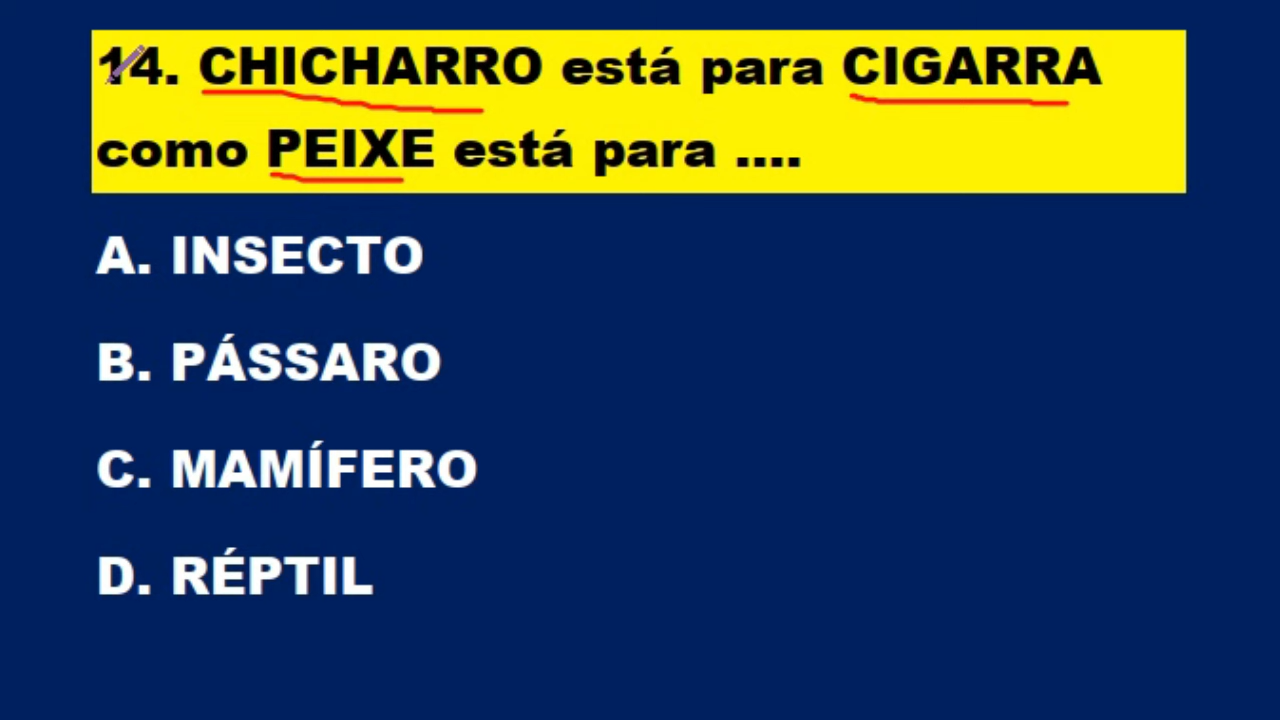 14. CHICHARRO está para CIGARRA
como PEIXE está para ....
A. INSECTO
B. PÁSSARO
C. MAMÍFERO
D. RÉPTIL